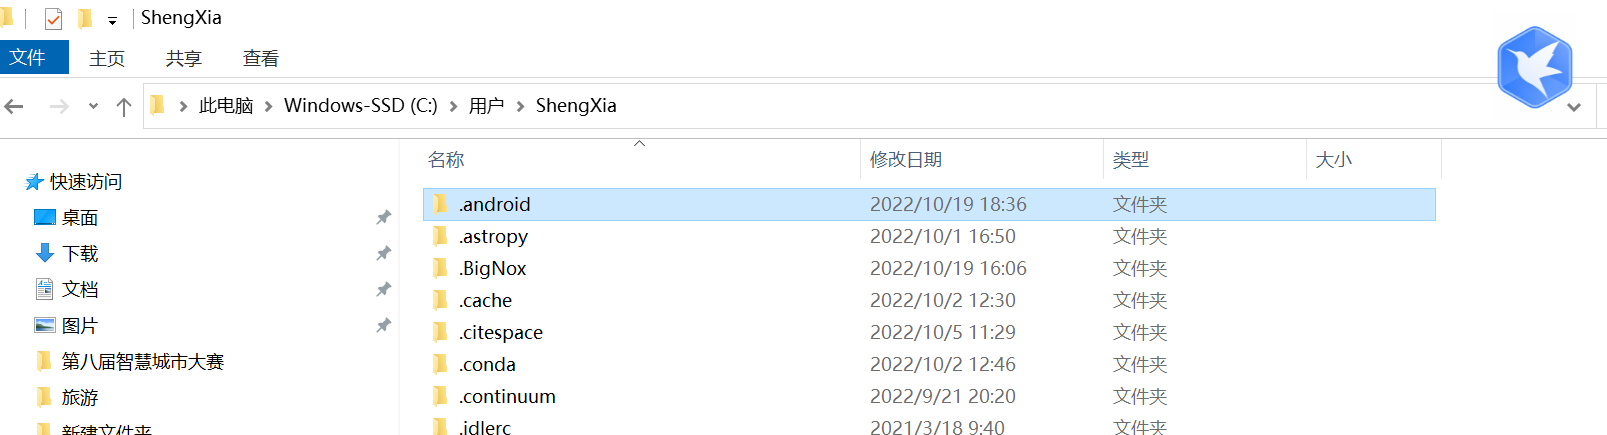 ShengXia
文件 主页 共享 查看
此电脑 Windows-SSD (C:) 用户 ShengXia
名称 修改日期 类型 大小
快速访问
桌面
下载
文档
图片
第八届智慧城市大赛
旅游
新建文件夹
.android 2022/10/19 18:36 文件夹
.astropy 2022/10/1 16:50 文件夹
.BigNox 2022/10/19 16:06 文件夹
.cache 2022/10/2 12:30 文件夹
.citespace 2022/10/5 11:29 文件夹
.conda 2022/10/2 12:46 文件夹
.continuum 2022/9/21 20:20 文件夹
.idlerc 2021/3/18 9:40 文件夹